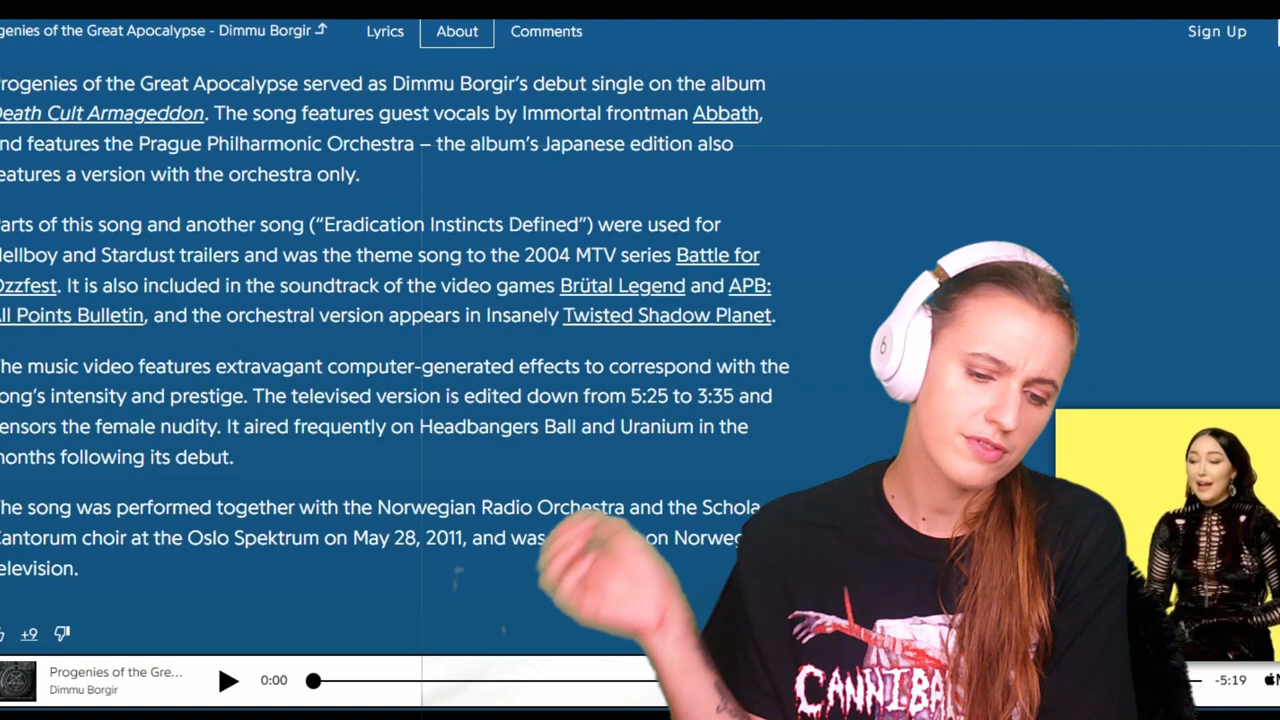 genies of the Great Apocalypse - Dimmu Borgir
Lyrics
About
Comments
Sign Up
rogenies of the Great Apocalypse served as Dimmu Borgir’s debut single on the album
Death Cult Armageddon. The song features guest vocals by Immortal frontman Abbath,
nd features the Prague Philharmonic Orchestra – the album’s Japanese edition also
eatures a version with the orchestra only.
arts of this song and another song (“Eradication Instincts Defined”) were used for
Hellboy and Stardust trailers and was the theme song to the 2004 MTV series Battle for
Ozzfest. It is also included in the soundtrack of the video games Brütal Legend and APB:
ll Points Bulletin, and the orchestral version appears in Insanely Twisted Shadow Planet.
he music video features extravagant computer-generated effects to correspond with the
ong’s intensity and prestige. The televised version is edited down from 5:25 to 3:35 and
ensors the female nudity. It aired frequently on Headbangers Ball and Uranium in the
months following its debut.
he song was performed together with the Norwegian Radio Orchestra and the Schola
Cantorum choir at the Oslo Spektrum on May 28, 2011, and was on Norweg
elevision.
+9
Progenies of the Gre...
Dimmu Borgir
0:00
-5:19
CANNIBA